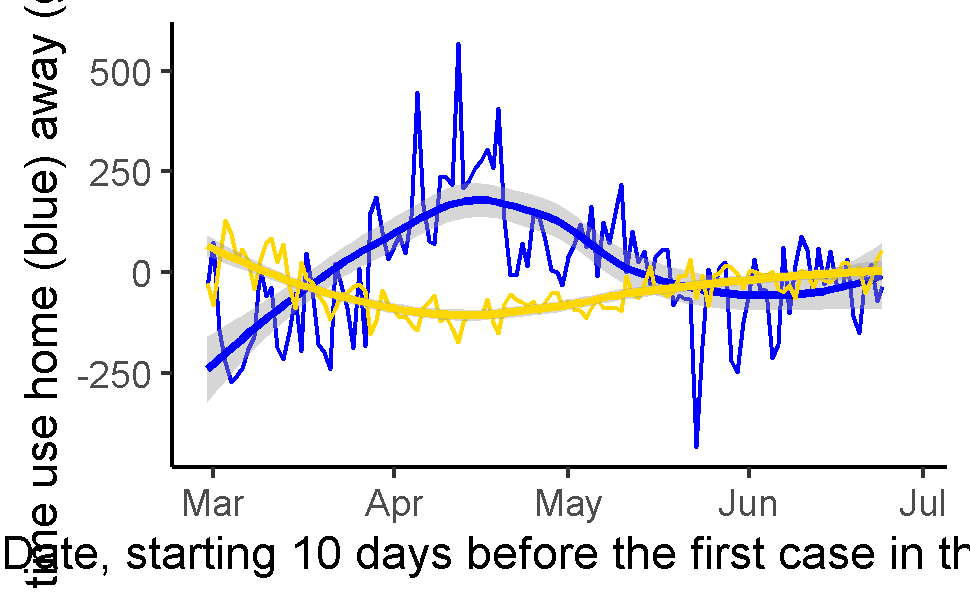 time use home (blue) away (
500
250
0
-250
Mar Apr May Jun Jul
Date, starting 10 days before the first case in th